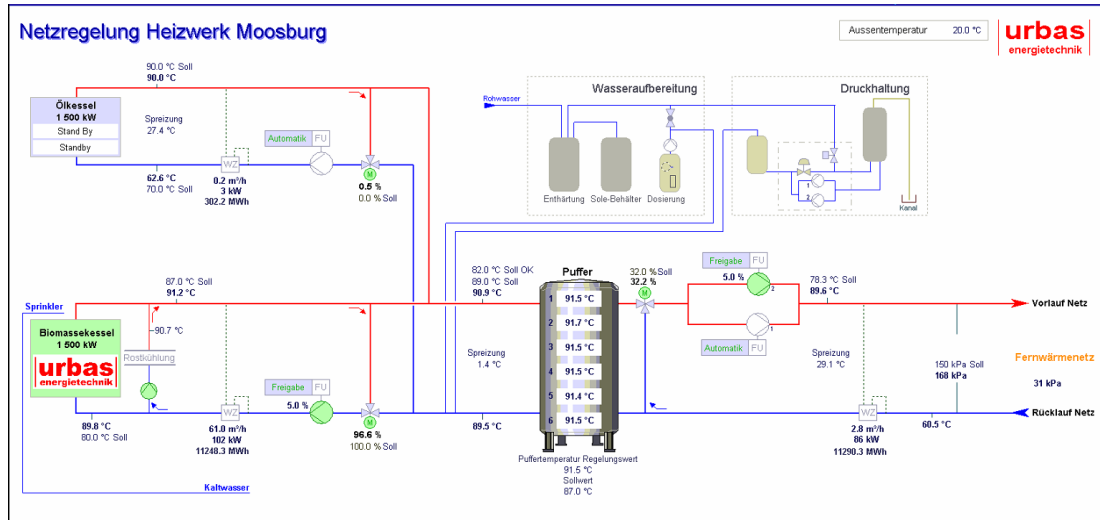 Netzregelung Heizwerk Moosburg
Aussentemperatur 20.0 °C
urbas
energietechnik
90.0 °C Soll
90.0 °C
Ölkessel
1 500 kW
Stand By
Standby
Spreizung
27.4 °C
Automatik FU
WZ
M
62.6 °C
70.0 °C Soll
0.2 m³/h
3 kW
302.2 MWh
0.5 %
0.0 % Soll
Wasseraufbereitung
Rohwasser
Enthärtung
Sole-Behälter
Dosierung
Druckhaltung
1
2
Kanal
87.0 °C Soll
91.2 °C
Sprinkler
Biomassekessel
1 500 kW
urbas
energietechnik
90.7 °C
Rostkühlung
Freigabe FU
5.0 %
WZ
M
89.8 °C
80.0 °C Soll
61.0 m³/h
102 kW
11248.3 MWh
96.6 %
100.0 % Soll
Kaltwasser
82.0 °C Soll OK
89.0 °C Soll
90.9 °C
Spreizung
1.4 °C
89.5 °C
Puffer
1 91.5 °C
2 91.7 °C
3 91.5 °C
4 91.5 °C
5 91.4 °C
6 91.5 °C
Puffertemperatur Regelungswert
91.5 °C
Sollwert
87.0 °C
32.0 % Soll
32.2 %
M
Freigabe FU
5.0 %
2
1
Automatik FU
78.3 °C Soll
89.6 °C
Vorlauf Netz
Spreizung
29.1 °C
150 kPa Soll
168 kPa
Fernwärmenetz
31 kPa
Rücklauf Netz
WZ
60.5 °C
2.8 m³/h
86 kW
11290.3 MWh